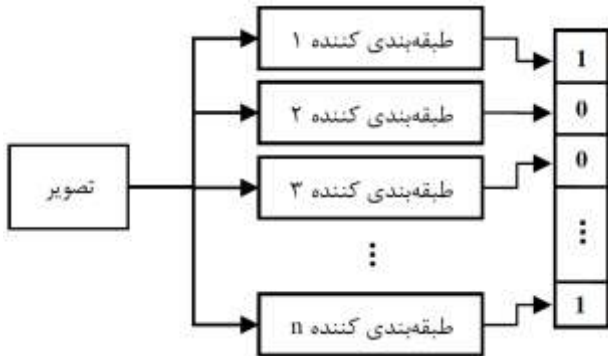 طبقه‌بندی کننده ۱
1
طبقه‌بندی کننده ۲
0
طبقه‌بندی کننده ۳
0
تصویر
...
...
طبقه‌بندی کننده n
1